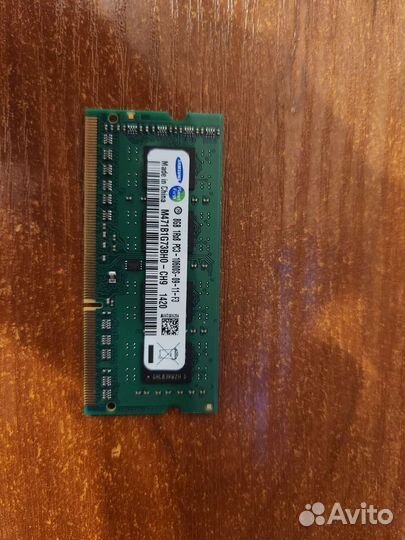 SAMSUNG
Made in China
8GB 1Rx8 PC3-10600S-09-11-F3
M471B1G73BH0-CH9 1420
Avito